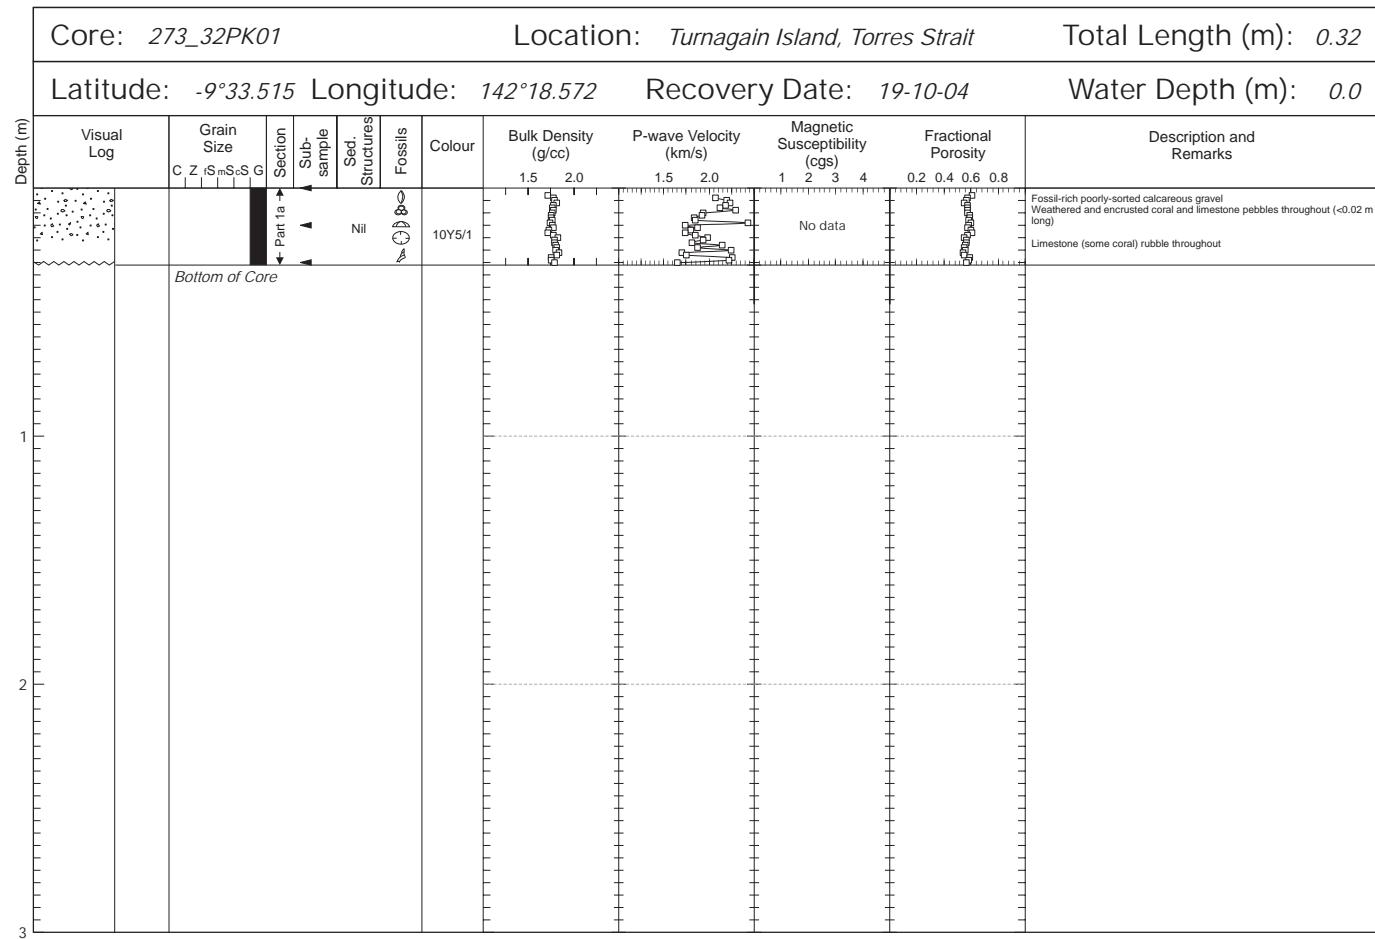 Core: 273_32PK01 Location: Turnagain Island, Torres Strait Total Length (m): 0.32
Latitude: -9°33.515 Longitude: 142°18.572 Recovery Date: 19-10-04 Water Depth (m): 0.0
Depth (m)
Visual
Log
Grain
Size
C Z fS mS cS G
Section
Sub-
sample
Sed.
Structures
Fossils
Colour
Bulk Density
(g/cc)
1.5 2.0
P-wave Velocity
(km/s)
1.5 2.0
Magnetic
Susceptibility
(cgs)
1 2 3 4
Fractional
Porosity
0.2 0.4 0.6 0.8
Description and
Remarks
Part 1a
Nil
10Y5/1
No data
Fossil-rich poorly-sorted calcareous gravel
Weathered and encrusted coral and limestone pebbles throughout (<0.02 m
long)
Limestone (some coral) rubble throughout
Bottom of Core
1
2
3